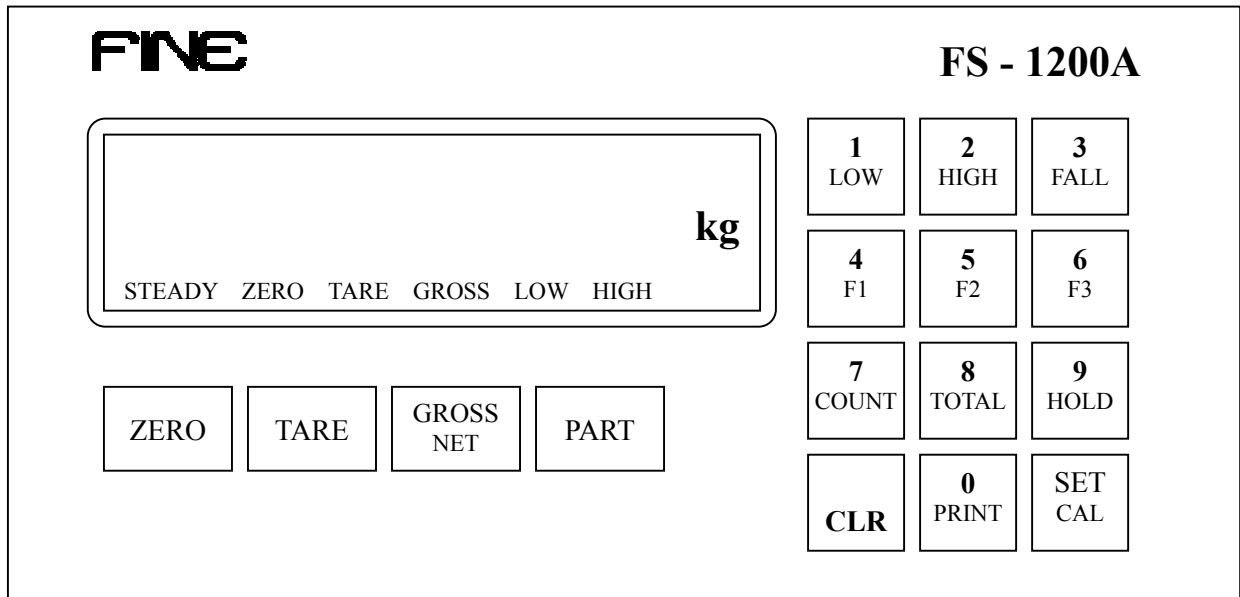 FINE
FS - 1200A
kg
STEADY ZERO TARE GROSS LOW HIGH
1 2 3
LOW HIGH FALL
4 5 6
F1 F2 F3
7 8 9
COUNT TOTAL HOLD
0 SET
CLR PRINT CAL
ZERO TARE GROSS NET PART